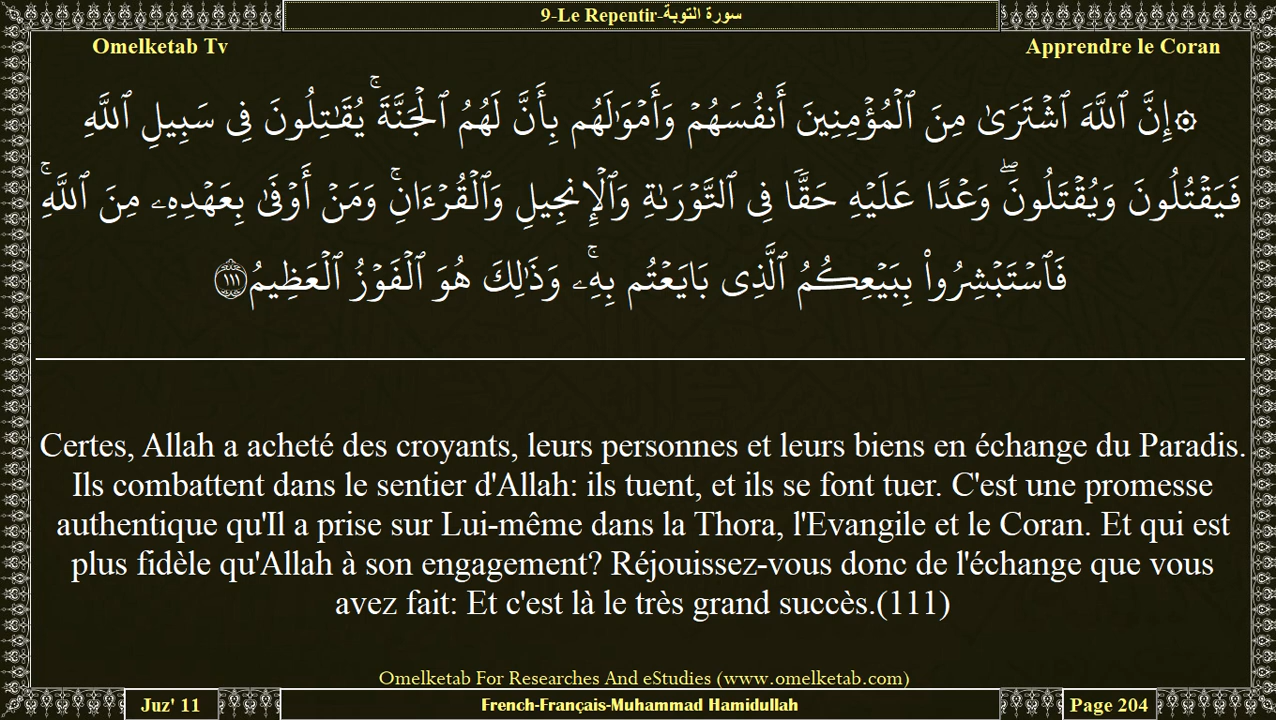 9-Le Repentir-سورة التوبة
Omelketab Tv
Apprendre le Coran
۞إِنَّ ٱللَّهَ ٱشْتَرَىٰ مِنَ ٱلْمُؤْمِنِينَ أَنفُسَهُمْ وَأَمْوَٰلَهُم بِأَنَّ لَهُمُ ٱلْجَنَّةَ ۚ يُقَٰتِلُونَ فِى سَبِيلِ ٱللَّهِ
فَيَقْتُلُونَ وَيُقْتَلُونَ ۖ وَعْدًا عَلَيْهِ حَقًّا فِى ٱلتَّوْرَىٰةِ وَٱلْإِنجِيلِ وَٱلْقُرْءَانِ ۚ وَمَنْ أَوْفَىٰ بِعَهْدِهِۦ مِنَ ٱللَّهِ ۚ
فَٱسْتَبْشِرُوا۟ بِبَيْعِكُمُ ٱلَّذِى بَايَعْتُم بِهِۦ ۚ وَذَٰلِكَ هُوَ ٱلْفَوْزُ ٱلْعَظِيمُ ١١١
Certes, Allah a acheté des croyants, leurs personnes et leurs biens en échange du Paradis.
Ils combattent dans le sentier d'Allah: ils tuent, et ils se font tuer. C'est une promesse
authentique qu'Il a prise sur Lui-même dans la Thora, l'Evangile et le Coran. Et qui est
plus fidèle qu'Allah à son engagement? Réjouissez-vous donc de l'échange que vous
avez fait: Et c'est là le très grand succès.(111)
Omelketab For Researches And eStudies (www.omelketab.com)
Juz' 11
French-Français-Muhammad Hamidullah
Page 204